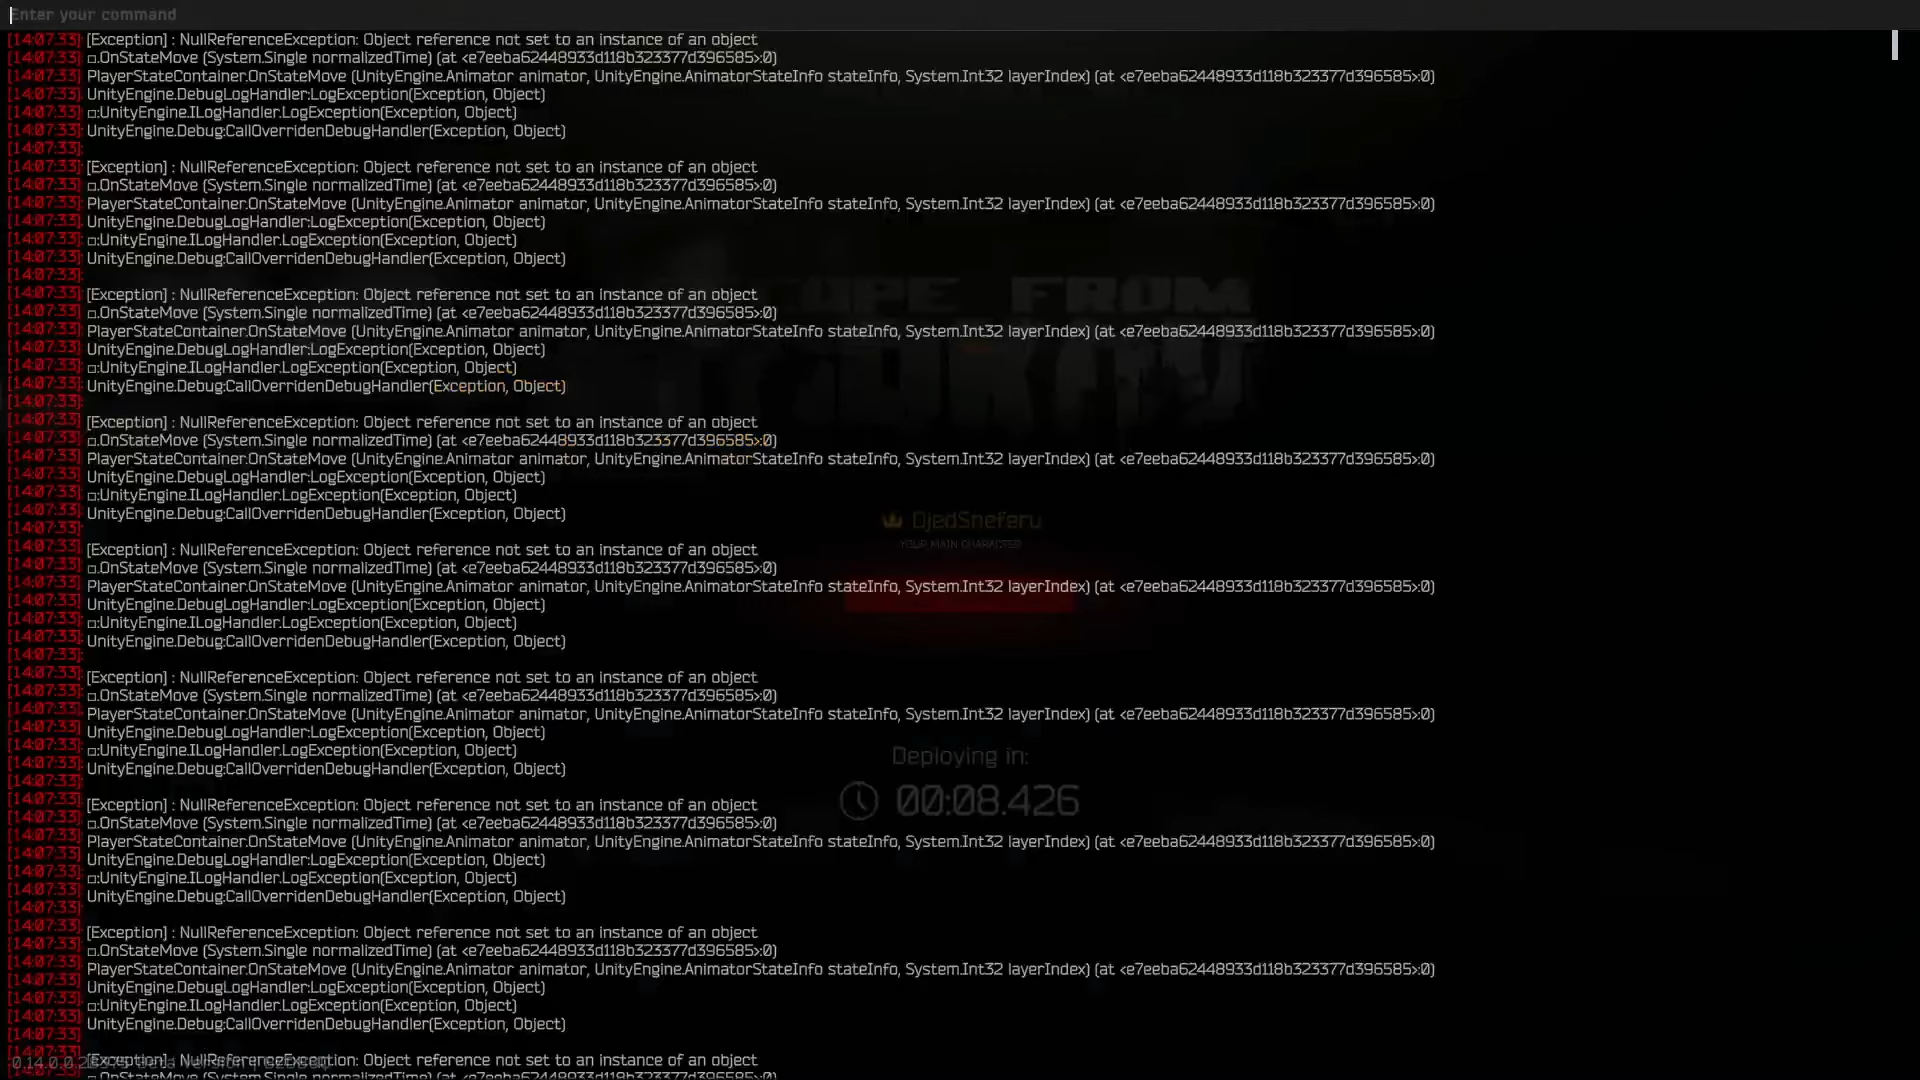 Enter your command
[14:07:33]: [Exception] : NullReferenceException: Object reference not set to an instance of an object
[14:07:33]: □.OnStateMove (System.Single normalizedTime) (at <e7eeba62448933d118b323377d396585>:0)
[14:07:33]: PlayerStateContainer.OnStateMove (UnityEngine.Animator animator, UnityEngine.AnimatorStateInfo stateInfo, System.Int32 layerIndex) (at <e7eeba62448933d118b323377d396585>:0)
[14:07:33]: UnityEngine.DebugLogHandler:LogException(Exception, Object)
[14:07:33]: □:UnityEngine.ILogHandler.LogException(Exception, Object)
[14:07:33]: UnityEngine.Debug:CallOverridenDebugHandler(Exception, Object)
[14:07:33]:
[14:07:33]: [Exception] : NullReferenceException: Object reference not set to an instance of an object
[14:07:33]: □.OnStateMove (System.Single normalizedTime) (at <e7eeba62448933d118b323377d396585>:0)
[14:07:33]: PlayerStateContainer.OnStateMove (UnityEngine.Animator animator, UnityEngine.AnimatorStateInfo stateInfo, System.Int32 layerIndex) (at <e7eeba62448933d118b323377d396585>:0)
[14:07:33]: UnityEngine.DebugLogHandler:LogException(Exception, Object)
[14:07:33]: □:UnityEngine.ILogHandler.LogException(Exception, Object)
[14:07:33]: UnityEngine.Debug:CallOverridenDebugHandler(Exception, Object)
[14:07:33]:
[14:07:33]: [Exception] : NullReferenceException: Object reference not set to an instance of an object
[14:07:33]: □.OnStateMove (System.Single normalizedTime) (at <e7eeba62448933d118b323377d396585>:0)
[14:07:33]: PlayerStateContainer.OnStateMove (UnityEngine.Animator animator, UnityEngine.AnimatorStateInfo stateInfo, System.Int32 layerIndex) (at <e7eeba62448933d118b323377d396585>:0)
[14:07:33]: UnityEngine.DebugLogHandler:LogException(Exception, Object)
[14:07:33]: □:UnityEngine.ILogHandler.LogException(Exception, Object)
[14:07:33]: UnityEngine.Debug:CallOverridenDebugHandler(Exception, Object)
[14:07:33]:
[14:07:33]: [Exception] : NullReferenceException: Object reference not set to an instance of an object
[14:07:33]: □.OnStateMove (System.Single normalizedTime) (at <e7eeba62448933d118b323377d396585>:0)
[14:07:33]: PlayerStateContainer.OnStateMove (UnityEngine.Animator animator, UnityEngine.AnimatorStateInfo stateInfo, System.Int32 layerIndex) (at <e7eeba62448933d118b323377d396585>:0)
[14:07:33]: UnityEngine.DebugLogHandler:LogException(Exception, Object)
[14:07:33]: □:UnityEngine.ILogHandler.LogException(Exception, Object)
[14:07:33]: UnityEngine.Debug:CallOverridenDebugHandler(Exception, Object)
[14:07:33]:
DjedSneferu
YOUR MAIN CHARACTER
[14:07:33]: [Exception] : NullReferenceException: Object reference not set to an instance of an object
[14:07:33]: □.OnStateMove (System.Single normalizedTime) (at <e7eeba62448933d118b323377d396585>:0)
[14:07:33]: PlayerStateContainer.OnStateMove (UnityEngine.Animator animator, UnityEngine.AnimatorStateInfo stateInfo, System.Int32 layerIndex) (at <e7eeba62448933d118b323377d396585>:0)
[14:07:33]: UnityEngine.DebugLogHandler:LogException(Exception, Object)
[14:07:33]: □:UnityEngine.ILogHandler.LogException(Exception, Object)
[14:07:33]: UnityEngine.Debug:CallOverridenDebugHandler(Exception, Object)
[14:07:33]:
[14:07:33]: [Exception] : NullReferenceException: Object reference not set to an instance of an object
[14:07:33]: □.OnStateMove (System.Single normalizedTime) (at <e7eeba62448933d118b323377d396585>:0)
[14:07:33]: PlayerStateContainer.OnStateMove (UnityEngine.Animator animator, UnityEngine.AnimatorStateInfo stateInfo, System.Int32 layerIndex) (at <e7eeba62448933d118b323377d396585>:0)
[14:07:33]: UnityEngine.DebugLogHandler:LogException(Exception, Object)
[14:07:33]: □:UnityEngine.ILogHandler.LogException(Exception, Object)
[14:07:33]: UnityEngine.Debug:CallOverridenDebugHandler(Exception, Object)
[14:07:33]:
Deploying in:
00:08.426
[14:07:33]: [Exception] : NullReferenceException: Object reference not set to an instance of an object
[14:07:33]: □.OnStateMove (System.Single normalizedTime) (at <e7eeba62448933d118b323377d396585>:0)
[14:07:33]: PlayerStateContainer.OnStateMove (UnityEngine.Animator animator, UnityEngine.AnimatorStateInfo stateInfo, System.Int32 layerIndex) (at <e7eeba62448933d118b323377d396585>:0)
[14:07:33]: UnityEngine.DebugLogHandler:LogException(Exception, Object)
[14:07:33]: □:UnityEngine.ILogHandler.LogException(Exception, Object)
[14:07:33]: UnityEngine.Debug:CallOverridenDebugHandler(Exception, Object)
[14:07:33]:
[14:07:33]: [Exception] : NullReferenceException: Object reference not set to an instance of an object
[14:07:33]: □.OnStateMove (System.Single normalizedTime) (at <e7eeba62448933d118b323377d396585>:0)
[14:07:33]: PlayerStateContainer.OnStateMove (UnityEngine.Animator animator, UnityEngine.AnimatorStateInfo stateInfo, System.Int32 layerIndex) (at <e7eeba62448933d118b323377d396585>:0)
[14:07:33]: UnityEngine.DebugLogHandler:LogException(Exception, Object)
[14:07:33]: □:UnityEngine.ILogHandler.LogException(Exception, Object)
[14:07:33]: UnityEngine.Debug:CallOverridenDebugHandler(Exception, Object)
[14:07:33]:
[14:07:33]: [Exception] : NullReferenceException: Object reference not set to an instance of an object
[14:07:33]: □.OnStateMove (System.Single normalizedTime) (at <e7eeba62448933d118b323377d396585>:0)